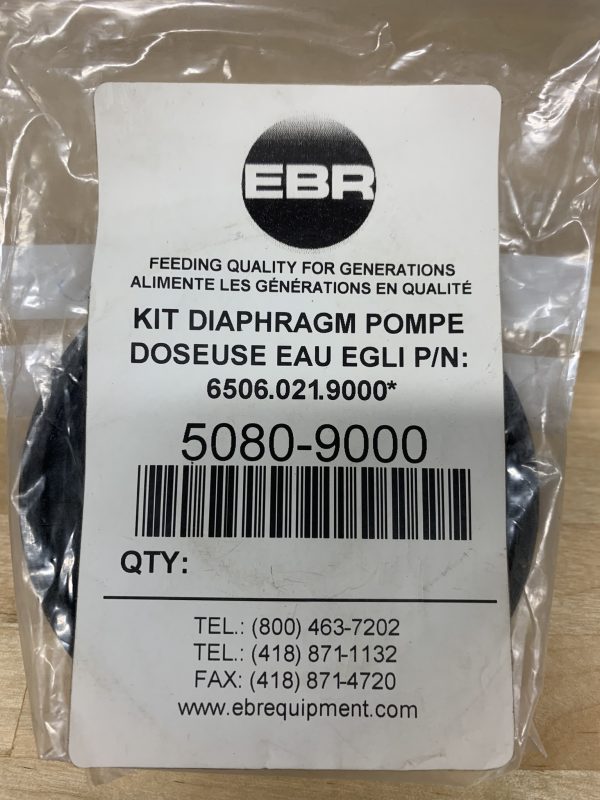 EBR
FEEDING QUALITY FOR GENERATIONS
ALIMENTE LES GÉNÉRATIONS EN QUALITÉ
KIT DIAPHRAGM POMPE
DOSEUSE EAU EGLI P/N:
6506.021.9000*
5080-9000
QTY:
TEL.: (800) 463-7202
TEL.: (418) 871-1132
FAX: (418) 871-4720
www.ebrequipment.com